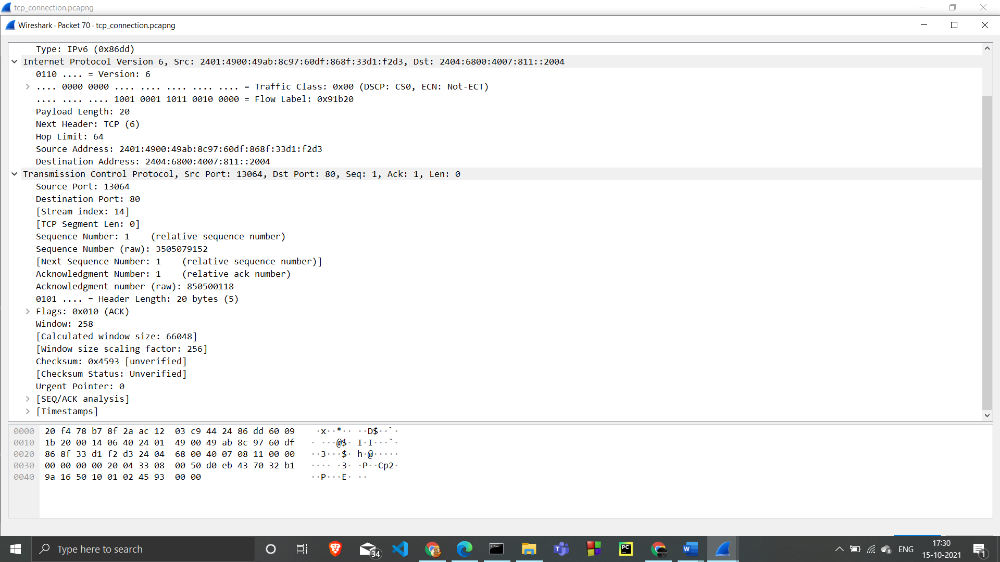 tcp_connection.pcapng
Wireshark · Packet 70 · tcp_connection.pcapng
Type: IPv6 (0x86dd)
Internet Protocol Version 6, Src: 2401:4900:49ab:8c97:60df:868f:33d1:f2d3, Dst: 2404:6800:4007:811::2004
0110 .... = Version: 6
.... 0000 0000 .... .... .... .... .... = Traffic Class: 0x00 (DSCP: CS0, ECN: Not-ECT)
.... .... .... 1001 0001 1011 0010 0000 = Flow Label: 0x91b20
Payload Length: 20
Next Header: TCP (6)
Hop Limit: 64
Source Address: 2401:4900:49ab:8c97:60df:868f:33d1:f2d3
Destination Address: 2404:6800:4007:811::2004
Transmission Control Protocol, Src Port: 13064, Dst Port: 80, Seq: 1, Ack: 1, Len: 0
Source Port: 13064
Destination Port: 80
[Stream index: 14]
[TCP Segment Len: 0]
Sequence Number: 1    (relative sequence number)
Sequence Number (raw): 3505079152
[Next Sequence Number: 1    (relative sequence number)]
Acknowledgment Number: 1    (relative ack number)
Acknowledgment number (raw): 850500118
0101 .... = Header Length: 20 bytes (5)
Flags: 0x010 (ACK)
Window: 258
[Calculated window size: 66048]
[Window size scaling factor: 256]
Checksum: 0x4593 [unverified]
[Checksum Status: Unverified]
Urgent Pointer: 0
[SEQ/ACK analysis]
[Timestamps]
0000 20 f4 78 b7 8f 2a ac 12 03 c9 44 24 86 dd 60 09 ·x··*·· ··D$··`·
0010 1b 20 00 14 06 40 24 01 49 00 49 ab 8c 97 60 df · ···@$· I·I···`·
0020 86 8f 33 d1 f2 d3 24 04 68 00 40 07 08 11 00 00 ··3···$· h·@·····
0030 00 00 00 00 20 04 33 08 00 50 d0 eb 43 70 32 b1 ···· ·3· ·P··Cp2·
0040 9a 16 50 10 01 02 45 93 00 00 ··P···E· ··
Type here to search
34
PC
W
ENG
17:30
15-10-2021
1